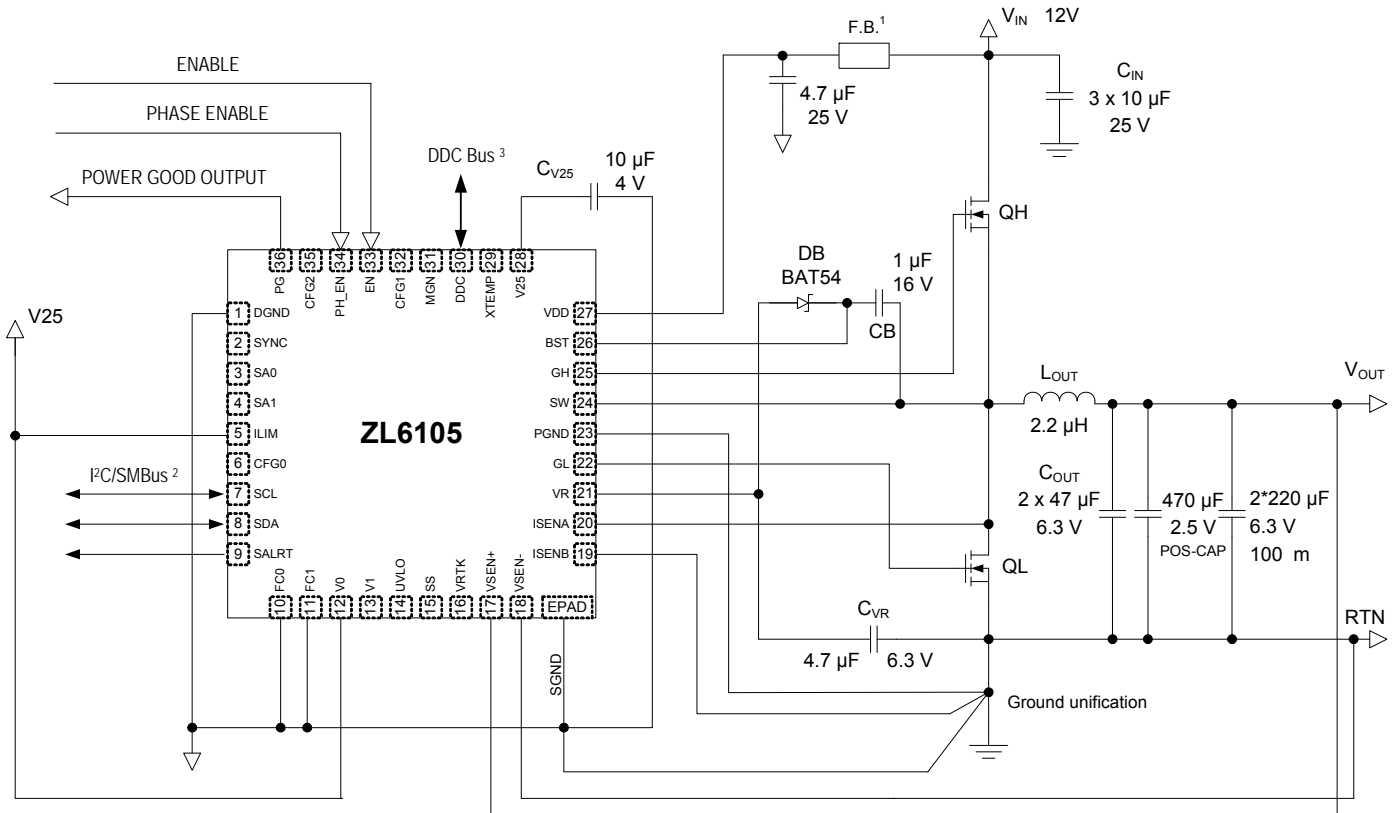 V_IN 12V
F.B.¹
ENABLE
C_IN
3 x 10 µF
25 V
4.7 µF
25 V
PHASE ENABLE
DDC Bus ³
C_V25
10 µF
4 V
POWER GOOD OUTPUT
QH
DB
BAT54
1 µF
16 V
CB
36 35 34 33 32 31 30 29 28
PG CFG2 PH_EN EN CFG1 MGN DDC XTEMP V25
V25
1 DGND
2 SYNC
3 SA0
4 SA1
5 ILIM
6 CFG0
I²C/SMBus ²
7 SCL
8 SDA
9 SALRT
ZL6105
VDD 27
BST 26
GH 25
SW 24
PGND 23
GL 22
VR 21
ISENA 20
ISENB 19
L_OUT
2.2 µH
V_OUT
C_OUT
2 x 47 µF
6.3 V
470 µF
2.5 V
POS-CAP
2*220 µF
6.3 V
100 m
QL
FC0 FC1 V0 V1 UVLO SS VRTK VSEN+ VSEN-
10 11 12 13 14 15 16 17 18
EPAD
C_VR
4.7 µF 6.3 V
RTN
SGND
Ground unification